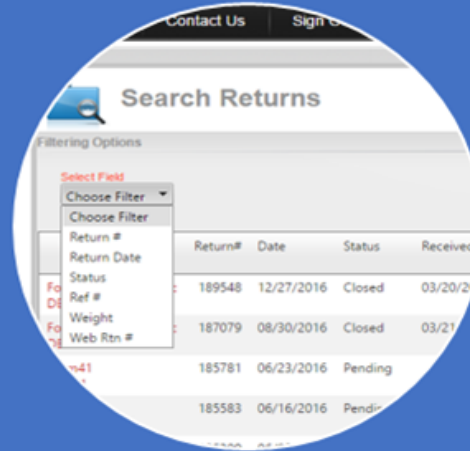 Contact Us Sign
Search Returns
Filtering Options
Select Field
Choose Filter
Choose Filter
Return #
Return Date
Status
Ref #
Weight
Web Rtn #
Return# Date Status Received
189548 12/27/2016 Closed 03/20/
187079 08/30/2016 Closed 03/21
185781 06/23/2016 Pending
185583 06/16/2016